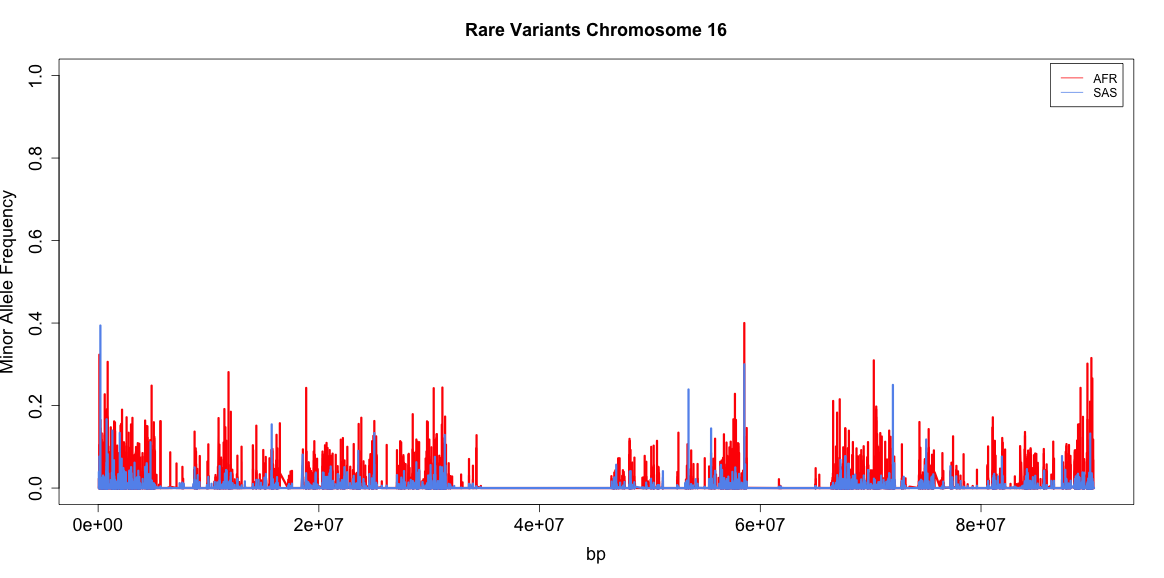 Rare Variants Chromosome 16
AFR
SAS
Minor Allele Frequency
1.0
0.8
0.6
0.4
0.2
0.0
0e+00
2e+07
4e+07
6e+07
8e+07
bp